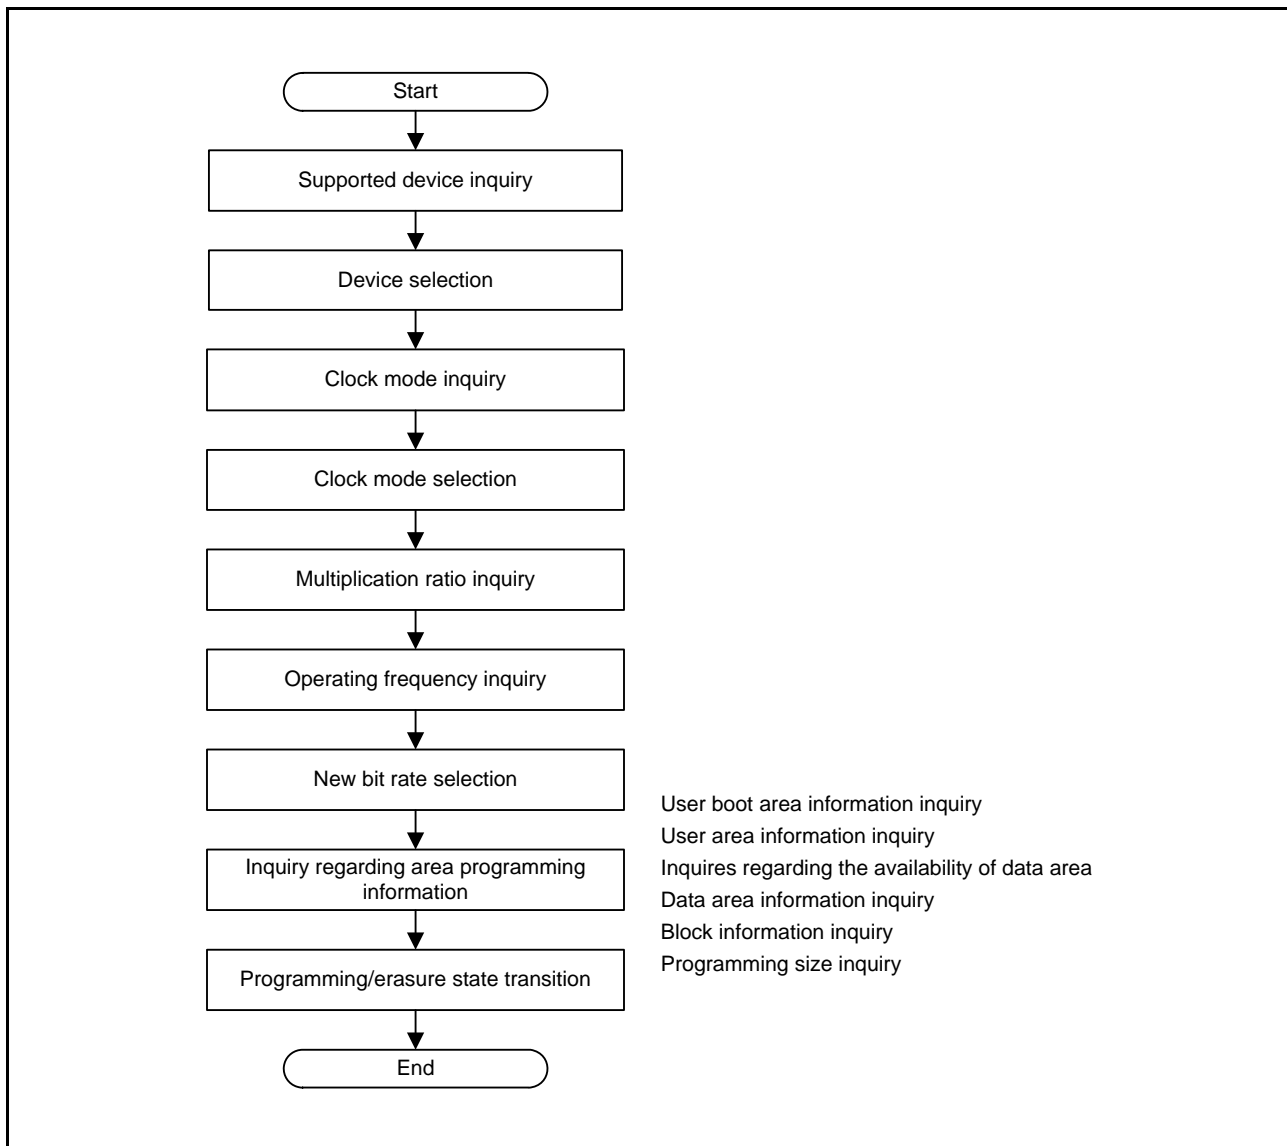 Start
Supported device inquiry
Device selection
Clock mode inquiry
Clock mode selection
Multiplication ratio inquiry
Operating frequency inquiry
New bit rate selection
Inquiry regarding area programming
information
Programming/erasure state transition
End
User boot area information inquiry
User area information inquiry
Inquires regarding the availability of data area
Data area information inquiry
Block information inquiry
Programming size inquiry